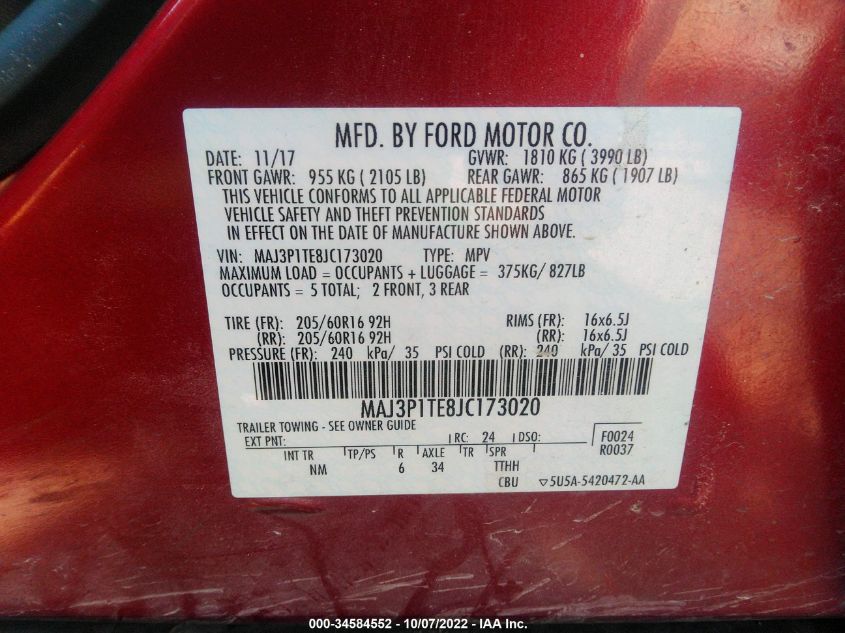 MFD. BY FORD MOTOR CO.
DATE: 11/17 GVWR: 1810 KG ( 3990 LB)
FRONT GAWR: 955 KG ( 2105 LB) REAR GAWR: 865 KG ( 1907 LB)
THIS VEHICLE CONFORMS TO ALL APPLICABLE FEDERAL MOTOR
VEHICLE SAFETY AND THEFT PREVENTION STANDARDS
IN EFFECT ON THE DATE OF MANUFACTURE SHOWN ABOVE.
VIN: MAJ3P1TE8JC173020 TYPE: MPV
MAXIMUM LOAD = OCCUPANTS + LUGGAGE = 375KG/ 827LB
OCCUPANTS = 5 TOTAL; 2 FRONT, 3 REAR
TIRE (FR): 205/60R16 92H RIMS (FR): 16x6.5J
(RR): 205/60R16 92H (RR): 16x6.5J
PRESSURE (FR): 240 kPa/ 35 PSI COLD (RR): 240 kPa/ 35 PSI COLD
MAJ3P1TE8JC173020
TRAILER TOWING - SEE OWNER GUIDE
EXT PNT: RC: 24 DSO: F0024
R0037
INT TR TP/PS R AXLE TR SPR
NM 6 34 TTHH
CBU ▽5U5A-5420472-AA
000-34584552 - 10/07/2022 - IAA Inc.